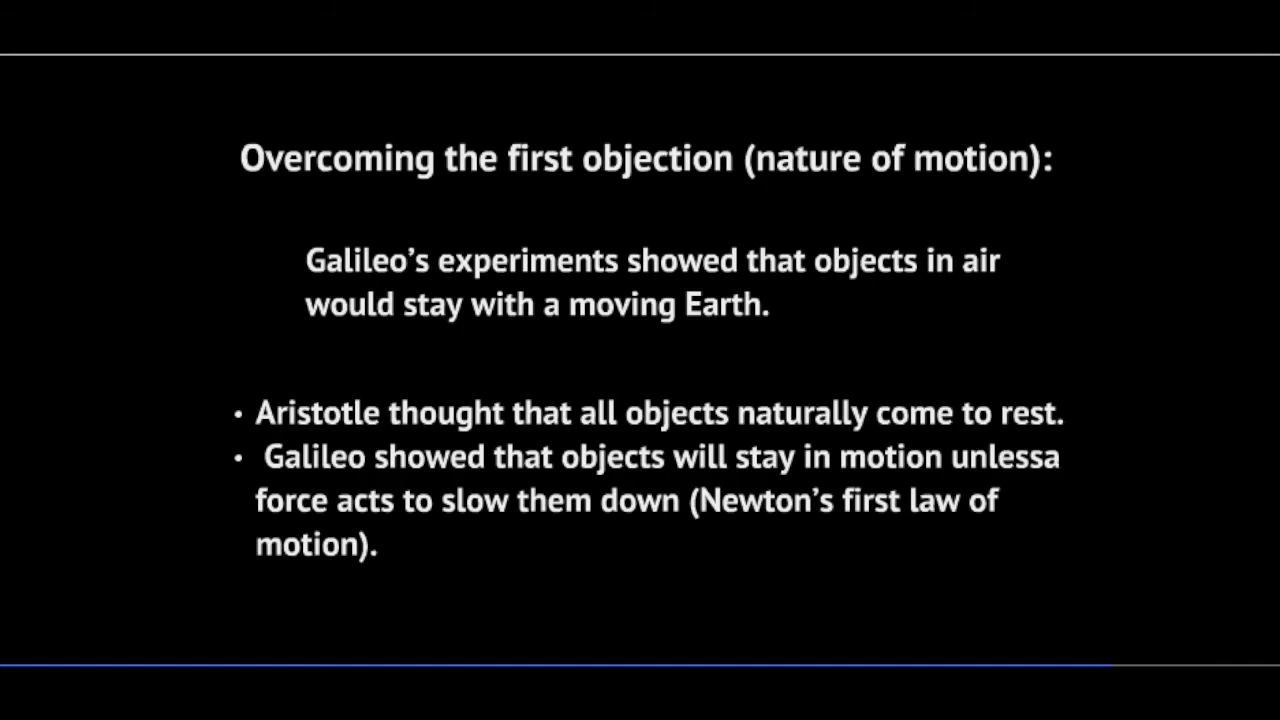 Overcoming the first objection (nature of motion):
Galileo’s experiments showed that objects in air
would stay with a moving Earth.
• Aristotle thought that all objects naturally come to rest.
• Galileo showed that objects will stay in motion unlessa
force acts to slow them down (Newton’s first law of
motion).